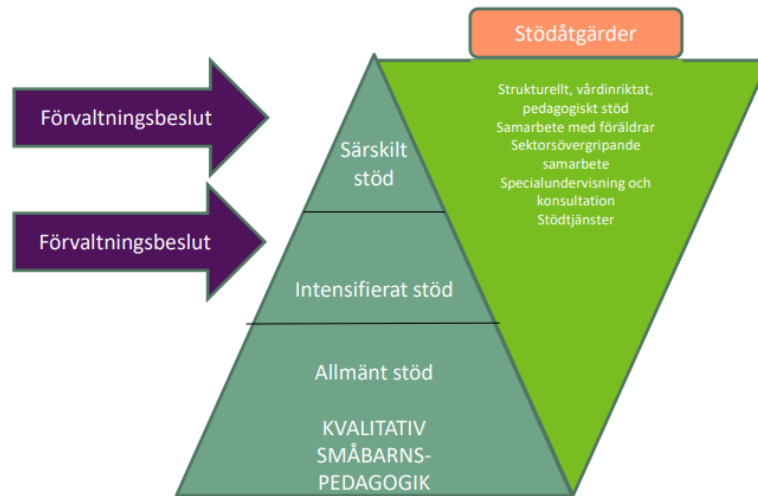 Stödåtgärder
Förvaltningsbeslut
Förvaltningsbeslut
Särskilt
stöd
Intensifierat stöd
Allmänt stöd
KVALITATIV
SMÅBARNS-
PEDAGOGIK
Strukturellt, vårdinriktat,
pedagogiskt stöd
Samarbete med föräldrar
Sektorsövergripande
samarbete
Specialundervisning och
konsultation
Stödtjänster